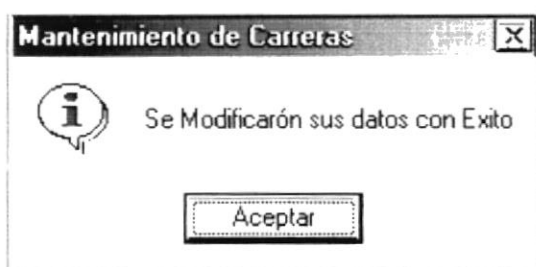 Mantenimiento de Carreras
Se Modificarón sus datos con Exito
Aceptar